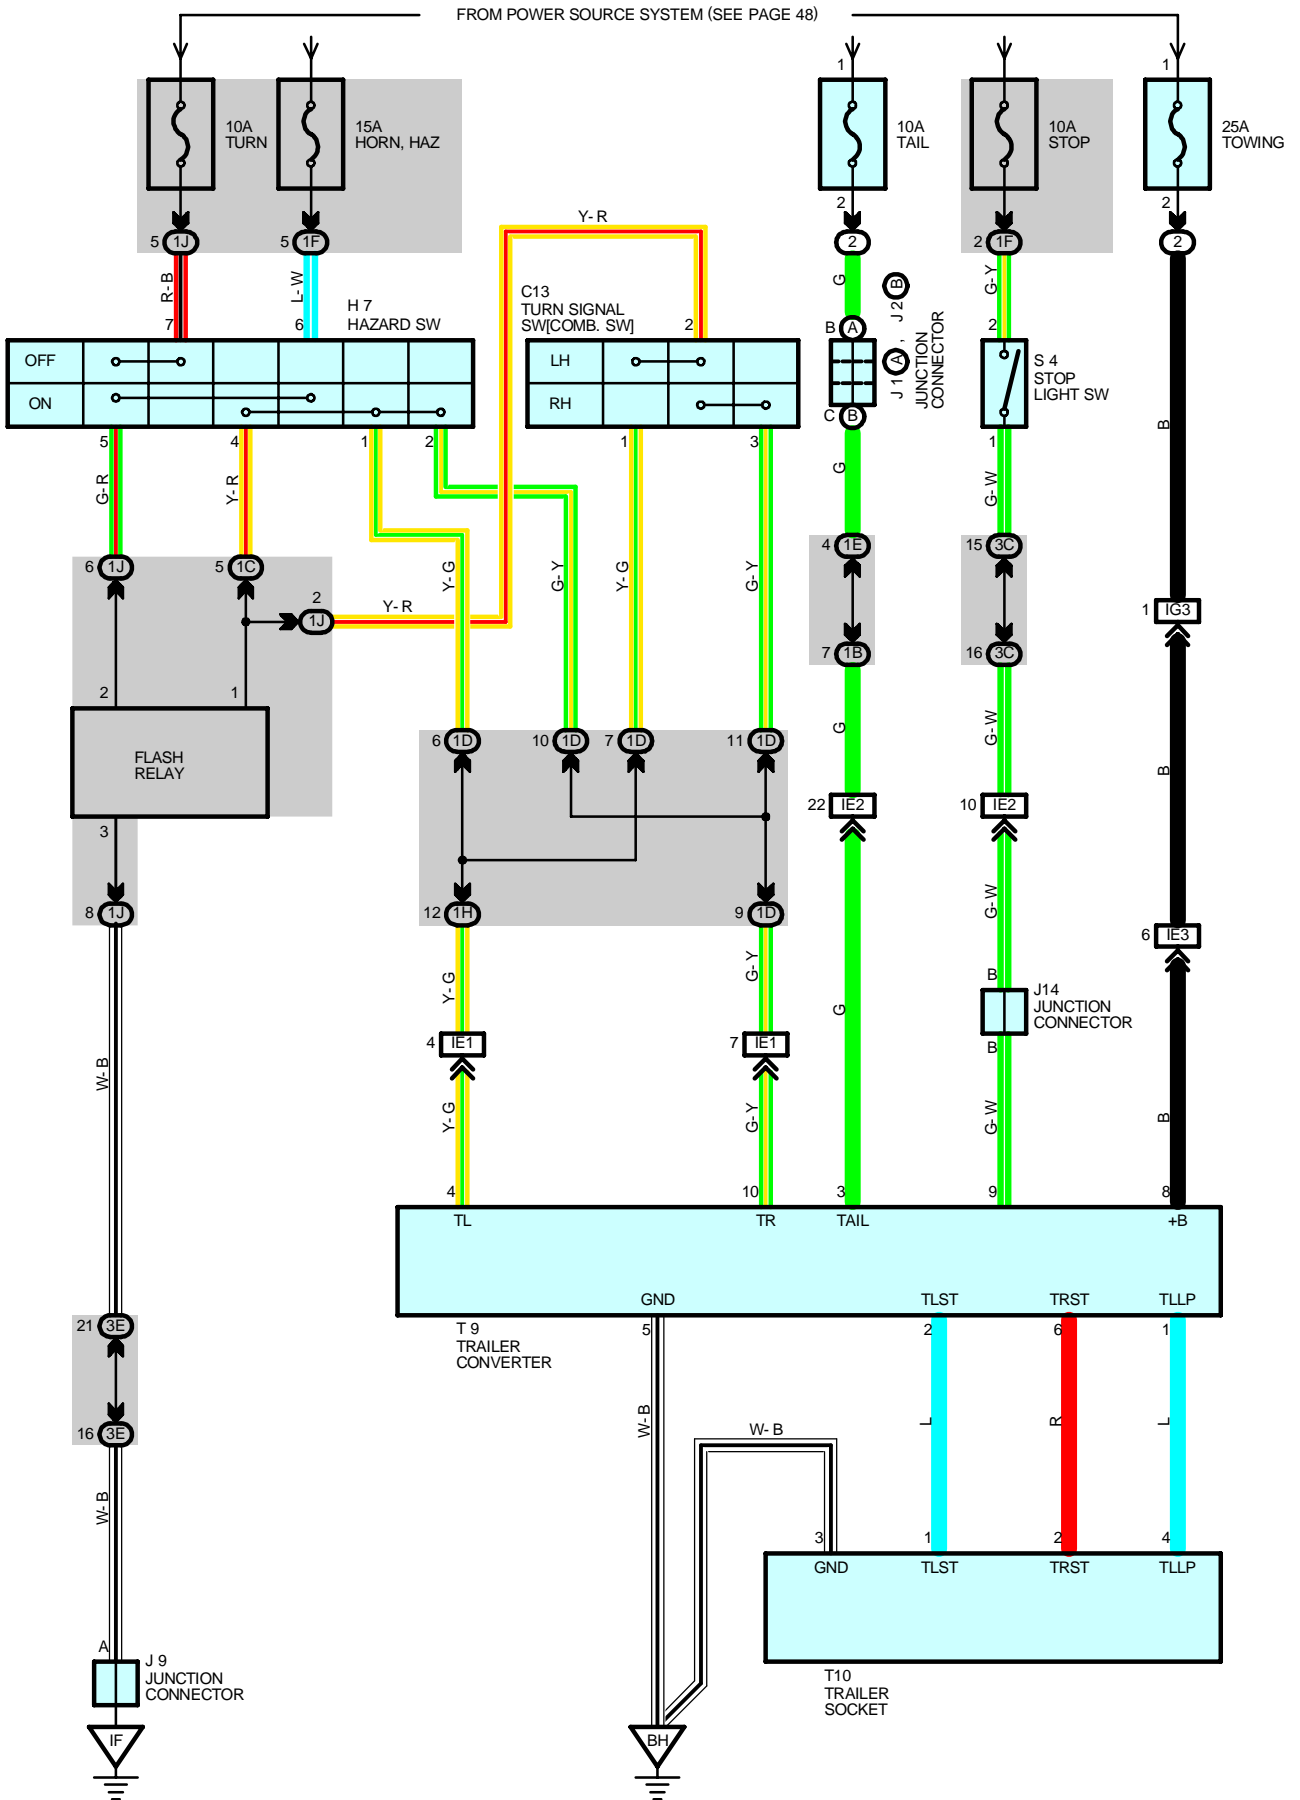 FROM POWER SOURCE SYSTEM (SEE PAGE 48)
1
1
10A
TURN
15A
HORN, HAZ
10A
TAIL
10A
STOP
25A
TOWING
2
2
5 1J
5 1F
2
2 1F
2
Y-R
R-B
L-W
G
G-Y
7
6
H 7
HAZARD SW
C13
TURN SIGNAL
SW[COMB. SW]
2
B A
J 1 A , J 2 B
JUNCTION
CONNECTOR
2
OFF
ON
LH
RH
C B
S 4
STOP
LIGHT SW
B
5
4
1
2
1
3
1
G-R
Y-R
G
G-W
6 1J
5 1C
4 1E
15 3C
Y-G
G-Y
Y-G
G-Y
2
1J
Y-R
1 IG3
7 1B
16 3C
2
1
6 1D
10 1D
7 1D
11 1D
G
G-W
B
FLASH
RELAY
22 IE2
10 IE2
3
8 1J
12 1H
9 1D
G-W
6 IE3
Y-G
G-Y
G
B
J14
JUNCTION
CONNECTOR
B
4 IE1
7 IE1
W-B
Y-G
G-Y
G-W
B
4
10
3
9
8
TL
TR
TAIL
+B
GND
TLST
TRST
TLLP
21 3E
T 9
TRAILER
CONVERTER
5
2
6
1
16 3E
W-B
W-B
L
R
L
W-B
3
1
2
4
GND
TLST
TRST
TLLP
A
J 9
JUNCTION
CONNECTOR
T10
TRAILER
SOCKET
IF
BH